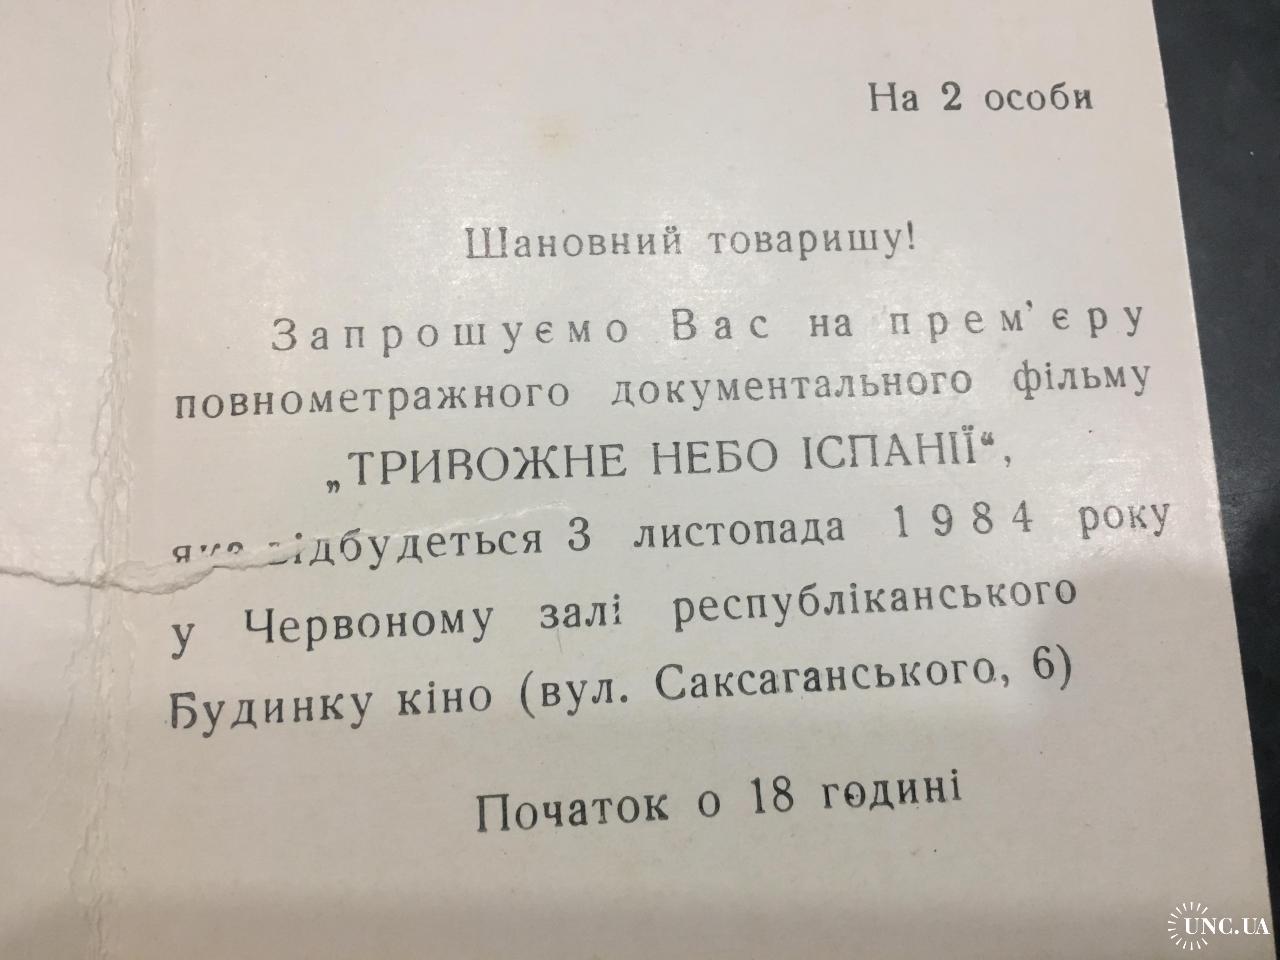 На 2 особи
Шановний товаришу!
Запрошуємо Вас на прем'єру
повнометражного документального фільму
„ТРИВОЖНЕ НЕБО ІСПАНІЇ“,
відбудеться 3 листопада 1984 року
у Червоному залі республіканського
Будинку кіно (вул. Саксаганського, 6)
Початок о 18 годині
UNC.UA